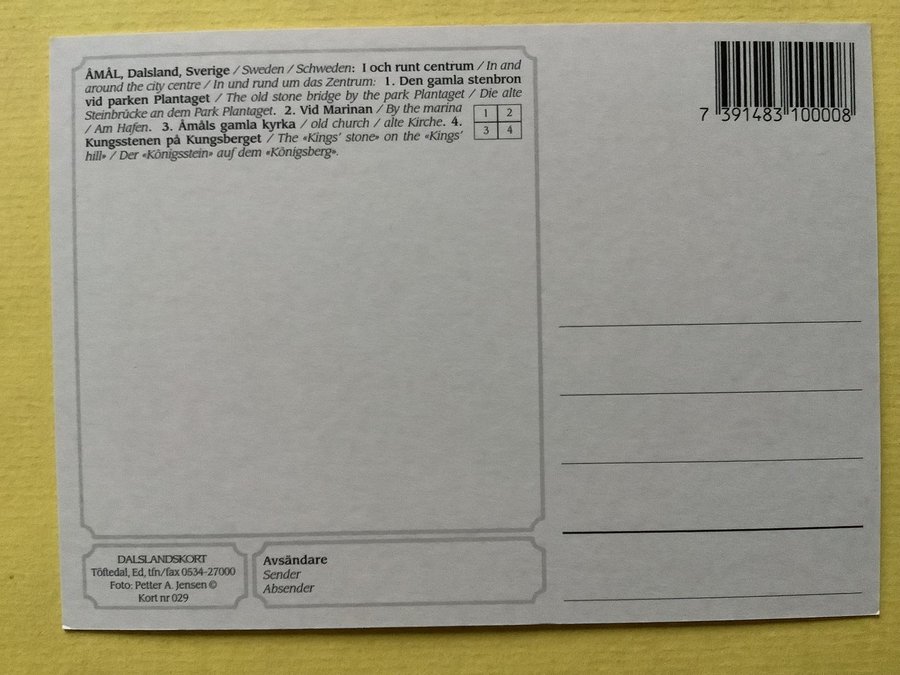 ÅMÅL, Dalsland, Sverige / Sweden / Schweden: I och runt centrum / In and
around the city centre / In und rund um das Zentrum: 1. Den gamla stenbron
vid parken Plantaget / The old stone bridge by the park Plantaget / Die alte
Steinbrücke an dem Park Plantaget. 2. Vid Marinan / By the marina
/ Am Hafen. 3. Åmåls gamla kyrka / old church / alte Kirche. 4.
Kungsstenen på Kungsberget / The «Kings' stone» on the «Kings'
hill» / Der «Königsstein» auf dem «Königsberg».
1 2
3 4
7 391483 100008
DALSLANDSKORT
Töftedal, Ed, tfn/fax 0534-27000
Foto: Petter A. Jensen ©
Kort nr 029
Avsändare
Sender
Absender